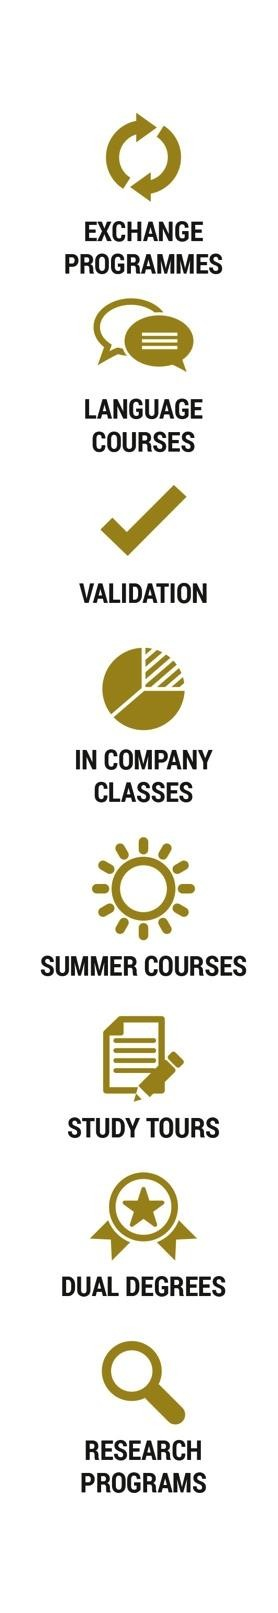 EXCHANGE
PROGRAMMES
LANGUAGE
COURSES
VALIDATION
IN COMPANY
CLASSES
SUMMER COURSES
STUDY TOURS
DUAL DEGREES
RESEARCH
PROGRAMS